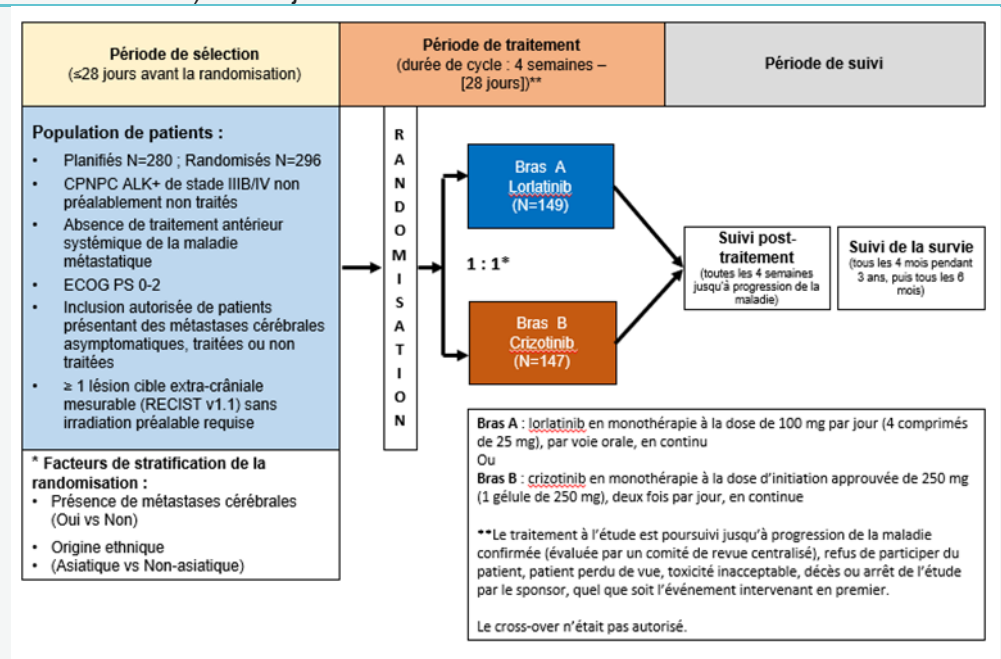 Période de sélection
(≤28 jours avant la randomisation)
Période de traitement
(durée de cycle : 4 semaines –
[28 jours])**
Période de suivi
Population de patients :
• Planifiés N=280 ; Randomisés N=296
• CPNPC ALK+ de stade IIIB/IV non
préalablement non traités
• Absence de traitement antérieur
systémique de la maladie
métastatique
• ECOG PS 0-2
• Inclusion autorisée de patients
présentant des métastases cérébrales
asymptomatiques, traitées ou non
traitées
• ≥ 1 lésion cible extra-crâniale
mesurable (RECIST v1.1) sans
irradiation préalable requise
* Facteurs de stratification de la
randomisation :
• Présence de métastases cérébrales
(Oui vs Non)
• Origine ethnique
• (Asiatique vs Non-asiatique)
R
A
N
D
O
M
I
S
A
T
I
O
N
Bras A
Lorlatinib
(N=149)
1 : 1*
Bras B
Crizotinib
(N=147)
Suivi post-
traitement
(toutes les 4 semaines
jusqu'à progression de la
maladie)
Suivi de la survie
(tous les 4 mois pendant
3 ans, puis tous les 6
mois)
Bras A : lorlatinib en monothérapie à la dose de 100 mg par jour (4 comprimés
de 25 mg), par voie orale, en continu
Ou
Bras B : crizotinib en monothérapie à la dose d'initiation approuvée de 250 mg
(1 gélule de 250 mg), deux fois par jour, en continue
**Le traitement à l'étude est poursuivi jusqu'à progression de la maladie
confirmée (évaluée par un comité de revue centralisé), refus de participer du
patient, patient perdu de vue, toxicité inacceptable, décès ou arrêt de l'étude
par le sponsor, quel que soit l'événement intervenant en premier.
Le cross-over n'était pas autorisé.